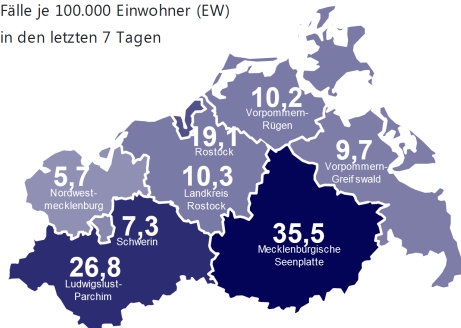 Fälle je 100.000 Einwohner (EW)
in den letzten 7 Tagen
10,2
Vorpommern-
Rügen
19,1
Rostock
9,7
Vorpommern-
Greifswald
5,7
Nordwest-
mecklenburg
10,3
Landkreis
Rostock
7,3
Schwerin
35,5
Mecklenburgische
Seenplatte
26,8
Ludwigslust-
Parchim